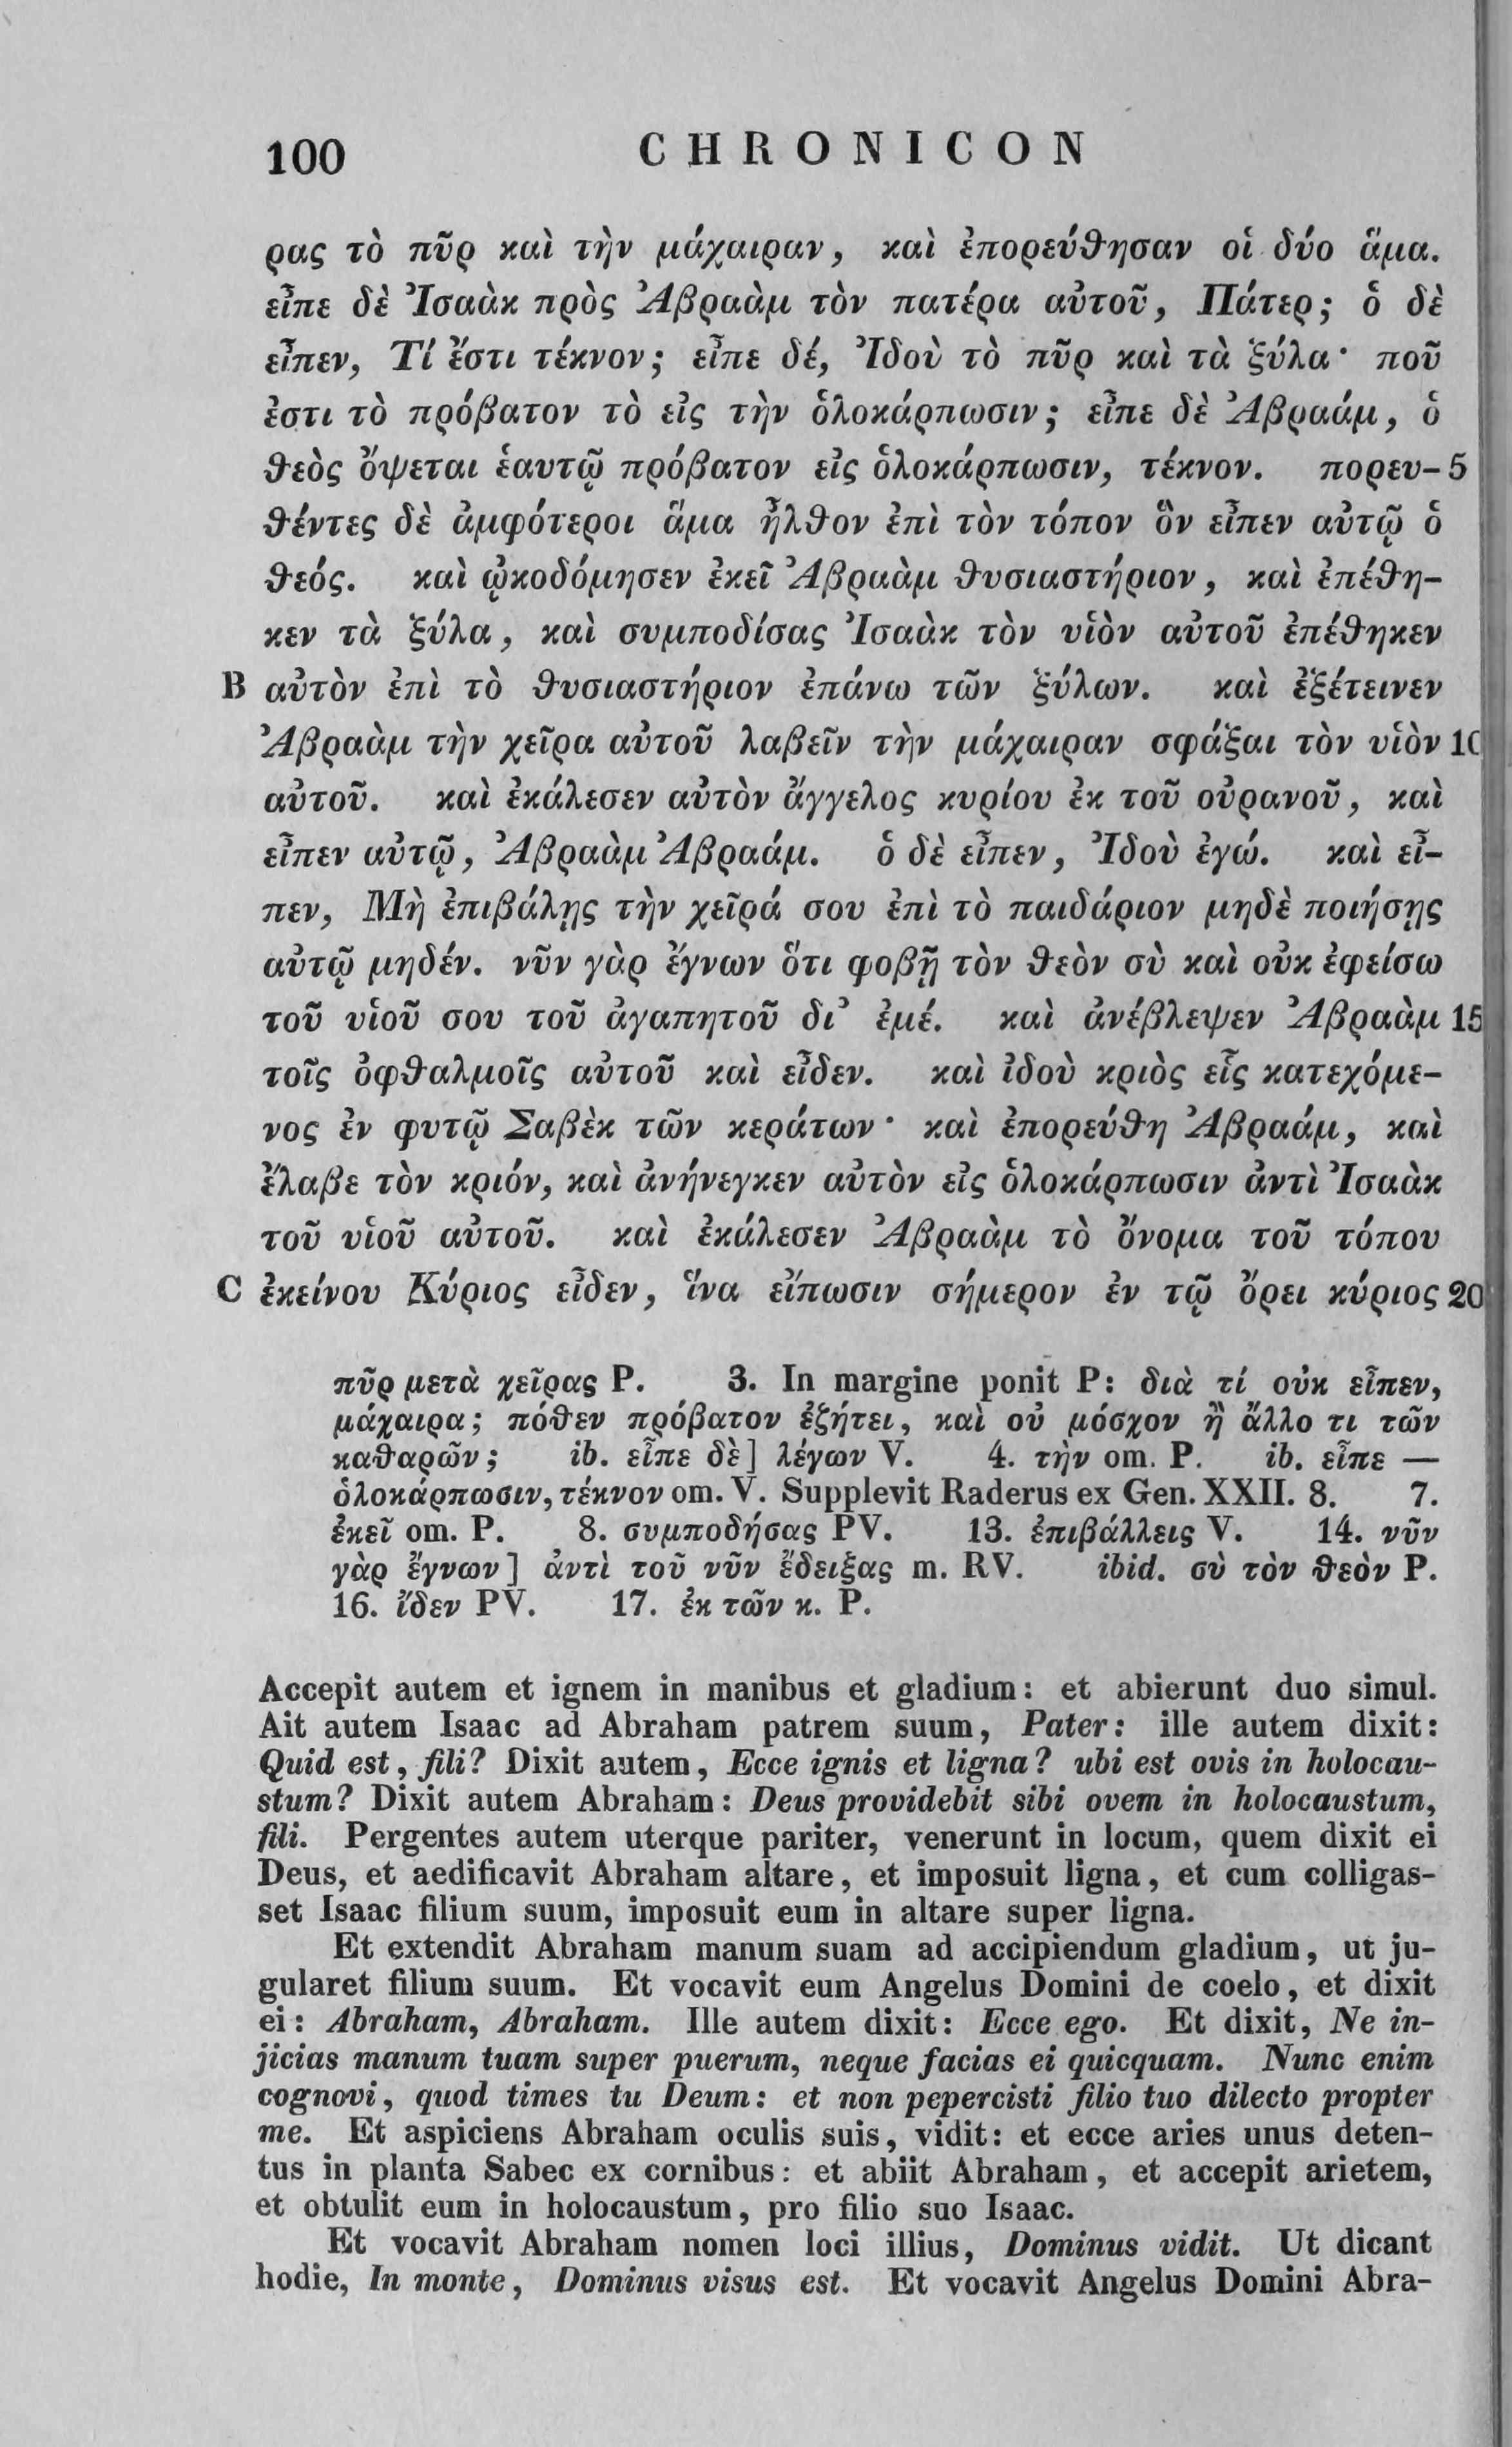 100 CHRONICON
ρας τὸ πῦρ καὶ τὴν μάχαιραν, καὶ ἐπορεύθησαν οἱ δύο ἅμα.
εἶπε δὲ Ἰσαὰκ πρὸς Ἀβραὰμ τὸν πατέρα αὐτοῦ, Πάτερ; ὁ δὲ
εἶπεν, Τί ἔστι τέκνον; εἶπε δέ, Ἰδοὺ τὸ πῦρ καὶ τὰ ξύλα· ποῦ
ἐστι τὸ πρόβατον τὸ εἰς τὴν ὁλοκάρπωσιν; εἶπε δὲ Ἀβραάμ, ὁ
θεὸς ὄψεται ἑαυτῷ πρόβατον εἰς ὁλοκάρπωσιν, τέκνον. πορευ- 5
θέντες δὲ ἀμφότεροι ἅμα ἦλθον ἐπὶ τὸν τόπον ὃν εἶπεν αὐτῷ ὁ
θεός. καὶ ᾠκοδόμησεν ἐκεῖ Ἀβραὰμ θυσιαστήριον, καὶ ἐπέθη-
κεν τὰ ξύλα, καὶ συμποδίσας Ἰσαὰκ τὸν υἱὸν αὐτοῦ ἐπέθηκεν
B αὐτὸν ἐπὶ τὸ θυσιαστήριον ἐπάνω τῶν ξύλων. καὶ ἐξέτεινεν
Ἀβραὰμ τὴν χεῖρα αὐτοῦ λαβεῖν τὴν μάχαιραν σφάξαι τὸν υἱὸν 10
αὐτοῦ. καὶ ἐκάλεσεν αὐτὸν ἄγγελος κυρίου ἐκ τοῦ οὐρανοῦ, καὶ
εἶπεν αὐτῷ, Ἀβραὰμ Ἀβραάμ. ὁ δὲ εἶπεν, Ἰδοὺ ἐγώ. καὶ εἶ-
πεν, Μὴ ἐπιβάλῃς τὴν χεῖρά σου ἐπὶ τὸ παιδάριον μηδὲ ποιήσῃς
αὐτῷ μηδέν. νῦν γὰρ ἔγνων ὅτι φοβῇ τὸν θεὸν σὺ καὶ οὐκ ἐφείσω
τοῦ υἱοῦ σου τοῦ ἀγαπητοῦ δι’ ἐμέ. καὶ ἀνέβλεψεν Ἀβραὰμ 15
τοῖς ὀφθαλμοῖς αὐτοῦ καὶ εἶδεν. καὶ ἰδοὺ κριὸς εἷς κατεχόμε-
νος ἐν φυτῷ Σαβὲκ τῶν κεράτων· καὶ ἐπορεύθη Ἀβραάμ, καὶ
ἔλαβε τὸν κριόν, καὶ ἀνήνεγκεν αὐτὸν εἰς ὁλοκάρπωσιν ἀντὶ Ἰσαὰκ
τοῦ υἱοῦ αὐτοῦ. καὶ ἐκάλεσεν Ἀβραὰμ τὸ ὄνομα τοῦ τόπου
C ἐκείνου Κύριος εἶδεν, ἵνα εἴπωσιν σήμερον ἐν τῷ ὄρει κύριος 20
πῦρ μετὰ χεῖρας P. 3. In margine ponit P: διὰ τί οὐκ εἶπεν,
μάχαιρα; πόθεν πρόβατον ἐζήτει, καὶ οὐ μόσχον ἢ ἄλλο τι τῶν
καθαρῶν; ib. εἶπε δὲ] λέγων V. 4. τὴν om. P. ib. εἶπε —
ὁλοκάρπωσιν, τέκνον om. V. Supplevit Raderus ex Gen. XXII. 8. 7.
ἐκεῖ om. P. 8. συμποδήσας PV. 13. ἐπιβάλλεις V. 14. νῦν
γὰρ ἔγνων] ἀντὶ τοῦ νῦν ἔδειξας m. RV. ibid. σὺ τὸν θεὸν P.
16. ἴδεν PV. 17. ἐκ τῶν κ. P.
Accepit autem et ignem in manibus et gladium: et abierunt duo simul.
Ait autem Isaac ad Abraham patrem suum, Pater: ille autem dixit:
Quid est, fili? Dixit autem, Ecce ignis et ligna? ubi est ovis in holocau-
stum? Dixit autem Abraham: Deus providebit sibi ovem in holocaustum,
fili. Pergentes autem uterque pariter, venerunt in locum, quem dixit ei
Deus, et aedificavit Abraham altare, et imposuit ligna, et cum colligas-
set Isaac filium suum, imposuit eum in altare super ligna.
Et extendit Abraham manum suam ad accipiendum gladium, ut ju-
gularet filium suum. Et vocavit eum Angelus Domini de coelo, et dixit
ei: Abraham, Abraham. Ille autem dixit: Ecce ego. Et dixit, Ne in-
jicias manum tuam super puerum, neque facias ei quicquam. Nunc enim
cognovi, quod times tu Deum: et non pepercisti filio tuo dilecto propter
me. Et aspiciens Abraham oculis suis, vidit: et ecce aries unus deten-
tus in planta Sabec ex cornibus: et abiit Abraham, et accepit arietem,
et obtulit eum in holocaustum, pro filio suo Isaac.
Et vocavit Abraham nomen loci illius, Dominus vidit. Ut dicant
hodie, In monte, Dominus visus est. Et vocavit Angelus Domini Abra-